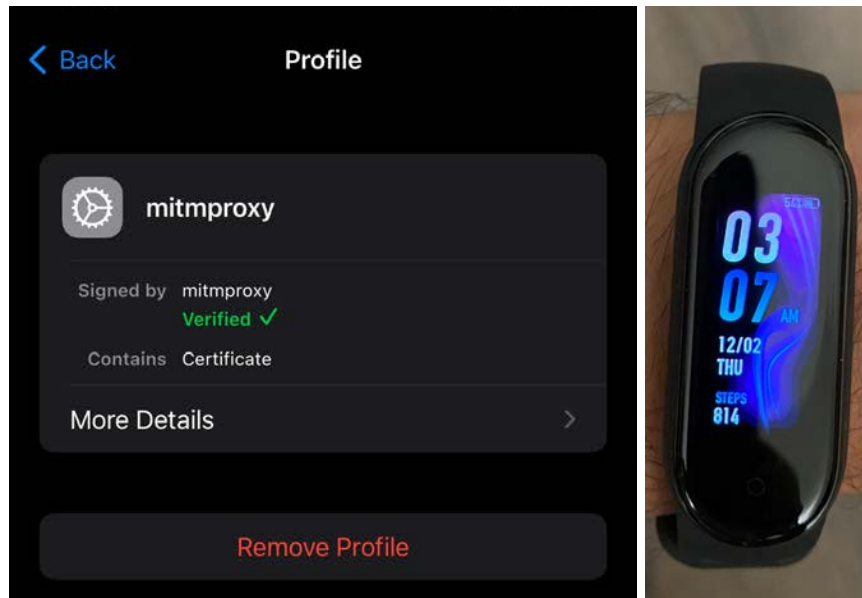 Back
Profile
mitmproxy
Signed by mitmproxy
Verified ✓
Contains Certificate
More Details
Remove Profile
03
07 AM
12/02
THU
STEPS
814